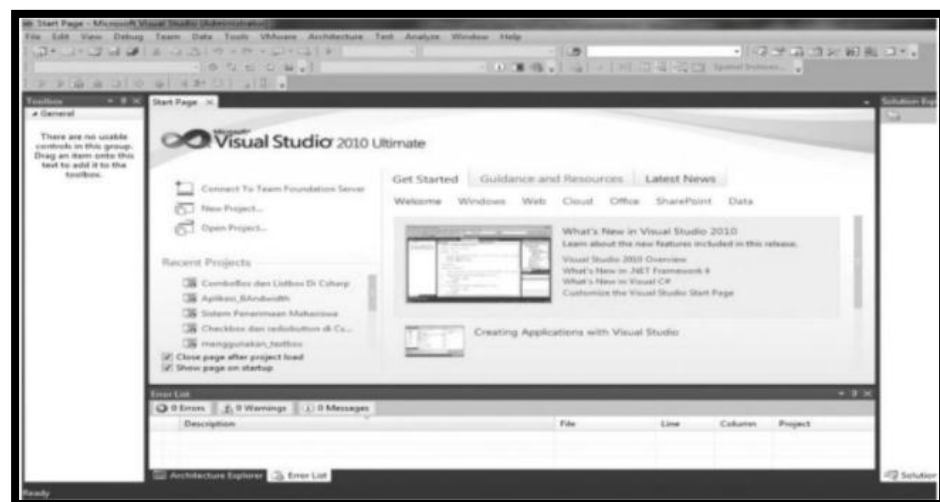 Start Page - Microsoft Visual Studio (Administrator)
File Edit View Debug Team Data Tools VMware Architecture Test Analyze Window Help
Toolbox
General
There are no usable
controls in this group.
Drag an item onto this
text to add it to the
toolbox.
Start Page
Microsoft
Visual Studio 2010 Ultimate
Connect To Team Foundation Server
New Project...
Open Project...
Recent Projects
ComboBox dan Listbox Di Csharp
Aplikasi_BAndwidth
Sistem Penerimaan Mahasiswa
Checkbox dan radiobutton di Cs...
menggunakan_textbox
Close page after project load
Show page on startup
Get Started Guidance and Resources Latest News
Welcome Windows Web Cloud Office SharePoint Data
What's New in Visual Studio 2010
Learn about the new features included in this release.
Visual Studio 2010 Overview
What's New in .NET Framework 4
What's New in Visual C#
Customize the Visual Studio Start Page
Creating Applications with Visual Studio
Solution Exp
Error List
0 Errors 0 Warnings 0 Messages
Description File Line Column Project
Architecture Explorer Error List
Solution
Ready